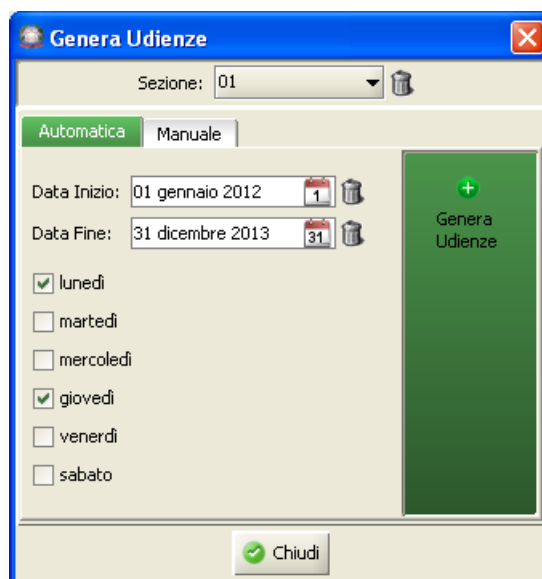 Genera Udienze
Sezione: 01
Automatica Manuale
Data Inizio: 01 gennaio 2012 1
Data Fine: 31 dicembre 2013 31
Genera
Udienze
lunedì
martedì
mercoledì
giovedì
venerdì
sabato
Chiudi